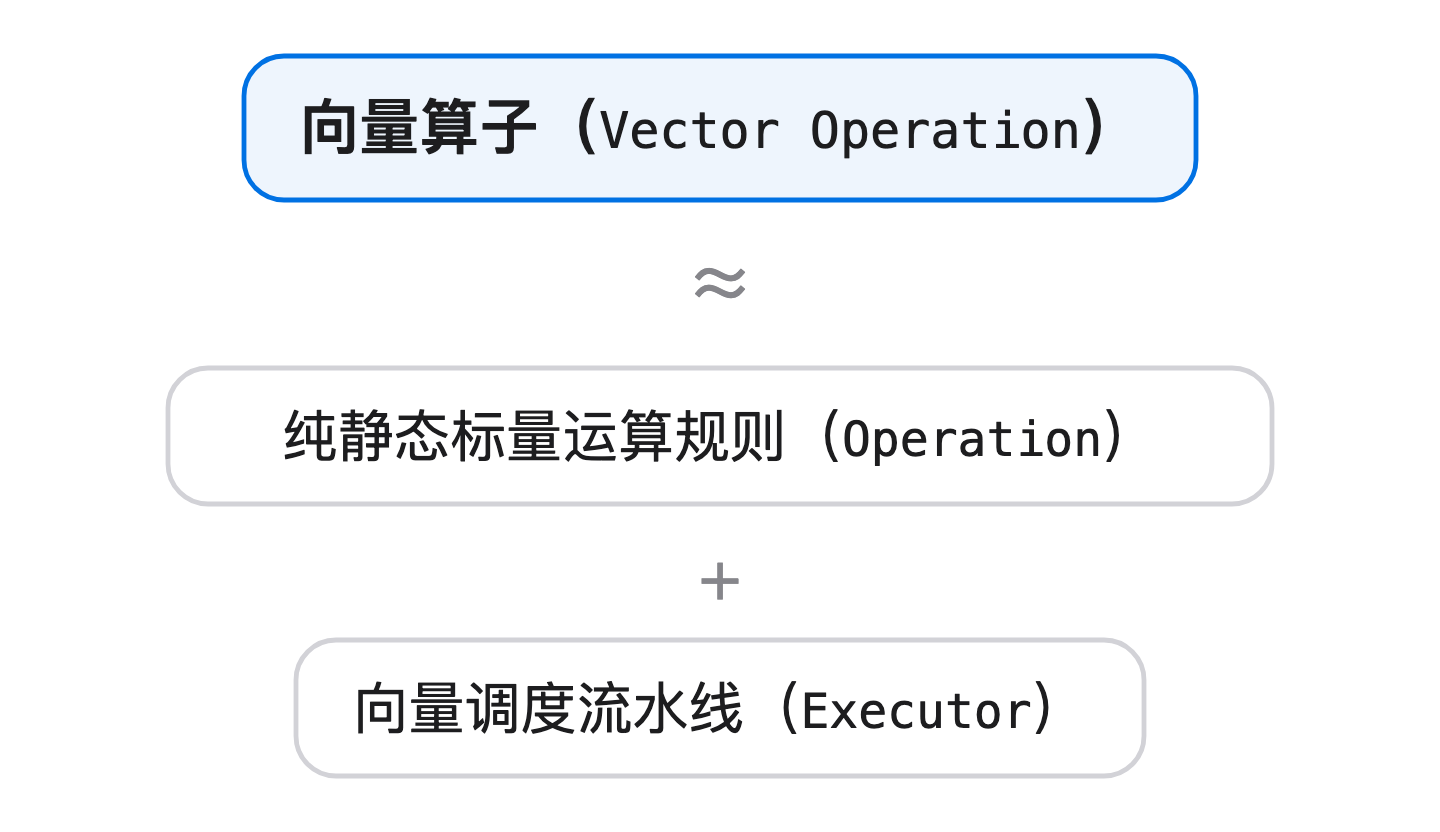 向量算子（Vector Operation）
≈
纯静态标量运算规则（Operation）
+
向量调度流水线（Executor）